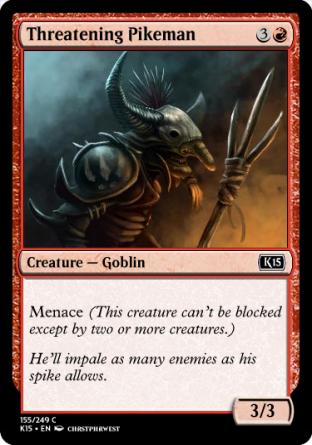 Threatening Pikeman 3
K15
Creature — Goblin
Menace (This creature can't be blocked
except by two or more creatures.)
He'll impale as many enemies as his
spike allows.
3/3
155/249 C
K15 • EN CHRSTPHRWEST